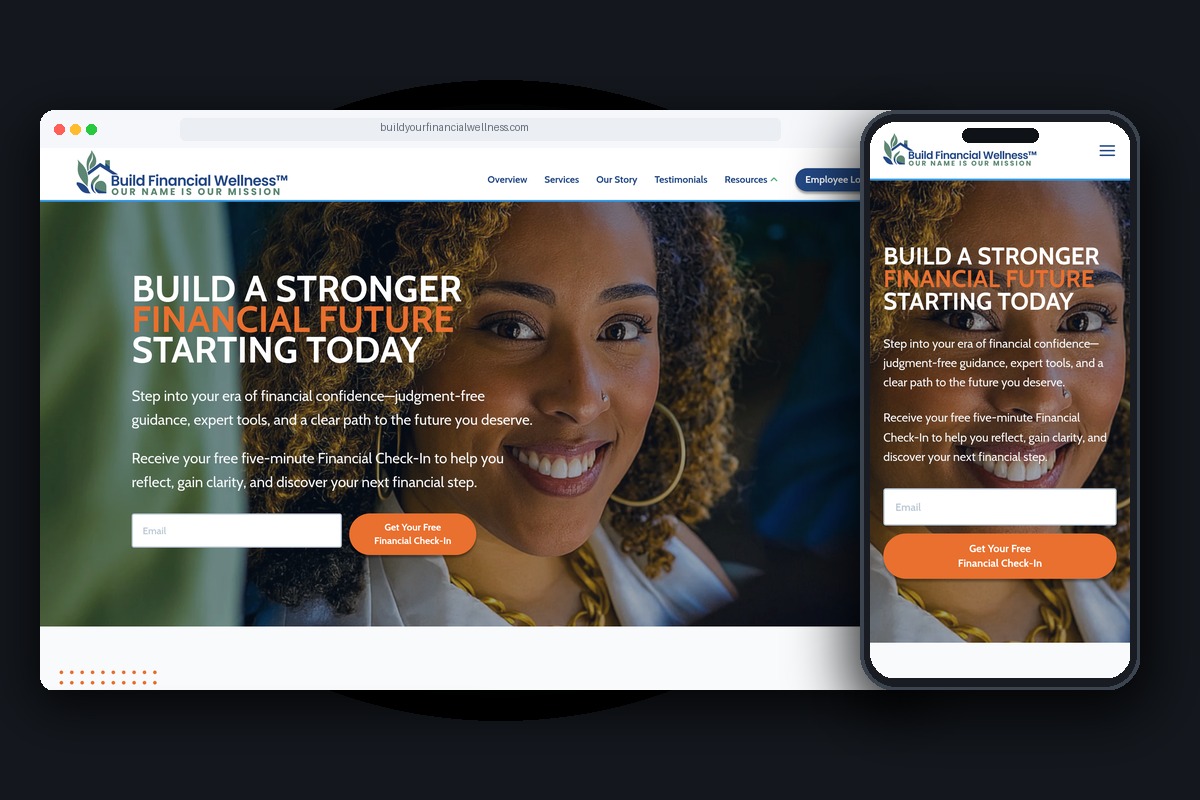 buildyourfinancialwellness.com
Build Financial Wellness™
OUR NAME IS OUR MISSION
Overview
Services
Our Story
Testimonials
Resources
Employee Lo
BUILD A STRONGER
FINANCIAL FUTURE
STARTING TODAY
Step into your era of financial confidence—judgment-free
guidance, expert tools, and a clear path to the future you deserve.
Receive your free five-minute Financial Check-In to help you
reflect, gain clarity, and discover your next financial step.
Email
Get Your Free
Financial Check-In
Build Financial Wellness™
OUR NAME IS OUR MISSION
BUILD A STRONGER
FINANCIAL FUTURE
STARTING TODAY
Step into your era of financial confidence—
judgment-free guidance, expert tools, and a
clear path to the future you deserve.
Receive your free five-minute Financial
Check-In to help you reflect, gain clarity, and
discover your next financial step.
Email
Get Your Free
Financial Check-In